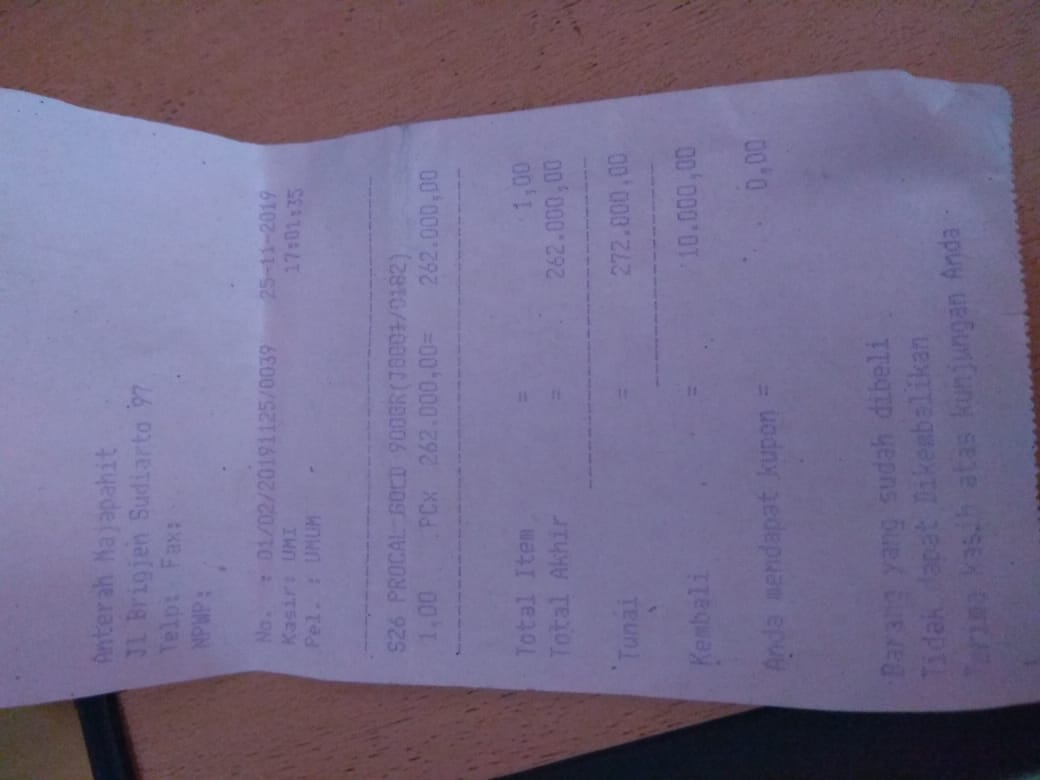 Anterah Majapahit
Jl Brigjen Sudiarto 97
Telp: Fax:
NPWP:
No. : 01/02/20191125/0039 25-11-2019
Kasir: UMI 17:01:35
Pel. : UMUM
S26 PROCAL GOLD 900GR(J800+/0182)
1,00 PCx 262.000,00= 262.000,00
Total Item = 1,00
Total Akhir = 262.000,00
Tunai = 272.000,00
Kembali = 10.000,00
Anda mendapat kupon = 0,00
Barang yang sudah dibeli
Tidak dapat Dikembalikan
Terima kasih atas kunjungan Anda